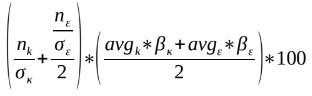 (n_k/σ_κ + (n_ε/σ_ε)/2) * ((avg_k * β_κ + avg_ε * β_ε)/2) * 100